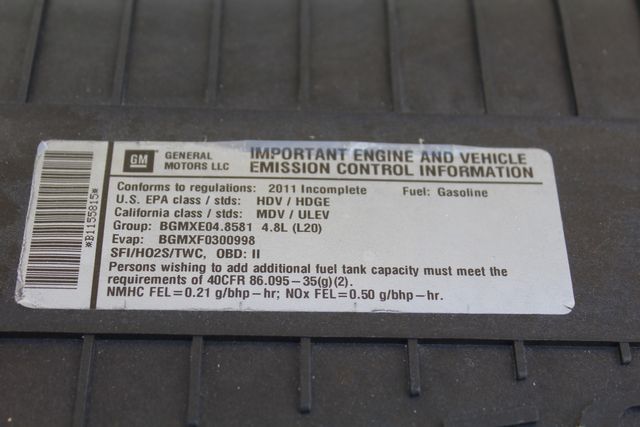 GM GENERAL MOTORS LLC
IMPORTANT ENGINE AND VEHICLE
EMISSION CONTROL INFORMATION
Conforms to regulations: 2011 Incomplete Fuel: Gasoline
U.S. EPA class / stds: HDV / HDGE
California class / stds: MDV / ULEV
Group: BGMXE04.8581 4.8L (L20)
Evap: BGMXF0300998
SFI/HO2S/TWC, OBD: II
Persons wishing to add additional fuel tank capacity must meet the
requirements of 40CFR 86.095-35(g)(2).
NMHC FEL=0.21 g/bhp-hr; NOx FEL=0.50 g/bhp-hr.
*B1155815*